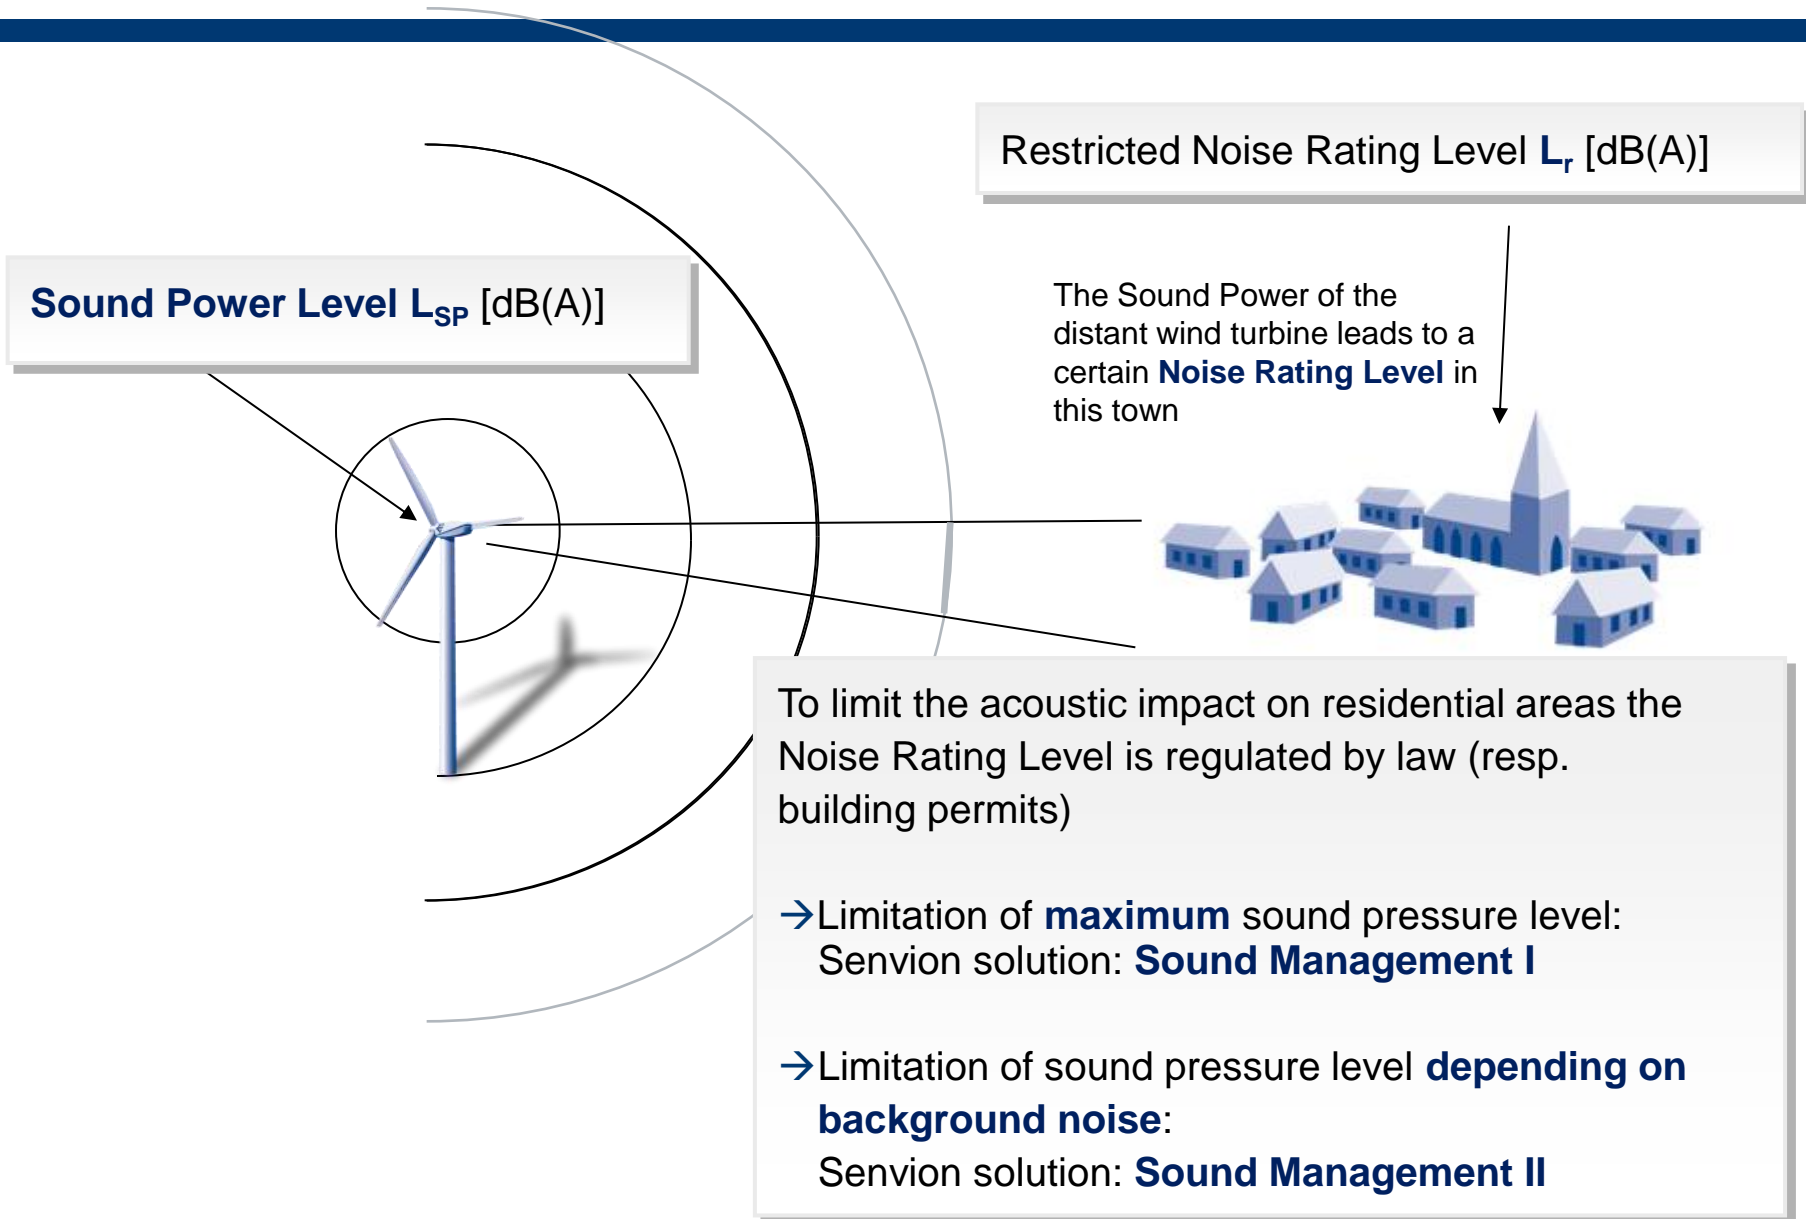 Restricted Noise Rating Level Lr [dB(A)]
Sound Power Level LSP [dB(A)]
The Sound Power of the
distant wind turbine leads to a
certain Noise Rating Level in
this town
To limit the acoustic impact on residential areas the
Noise Rating Level is regulated by law (resp.
building permits)
→Limitation of maximum sound pressure level:
Senvion solution: Sound Management I
→Limitation of sound pressure level depending on
background noise:
Senvion solution: Sound Management II